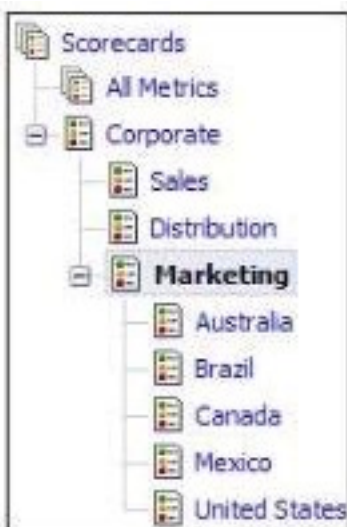 Scorecards
All Metrics
Corporate
Sales
Distribution
Marketing
Australia
Brazil
Canada
Mexico
United States